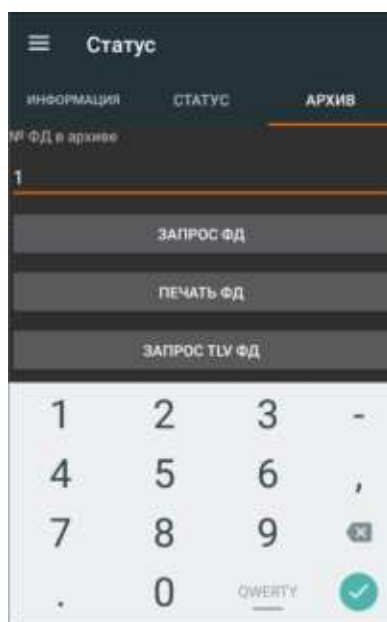 Статус
ИНФОРМАЦИЯ СТАТУС АРХИВ
№ ФД в архиве
1
ЗАПРОС ФД
ПЕЧАТЬ ФД
ЗАПРОС TLV ФД
1 2 3 -
4 5 6 ,
7 8 9
. 0 QWERTY